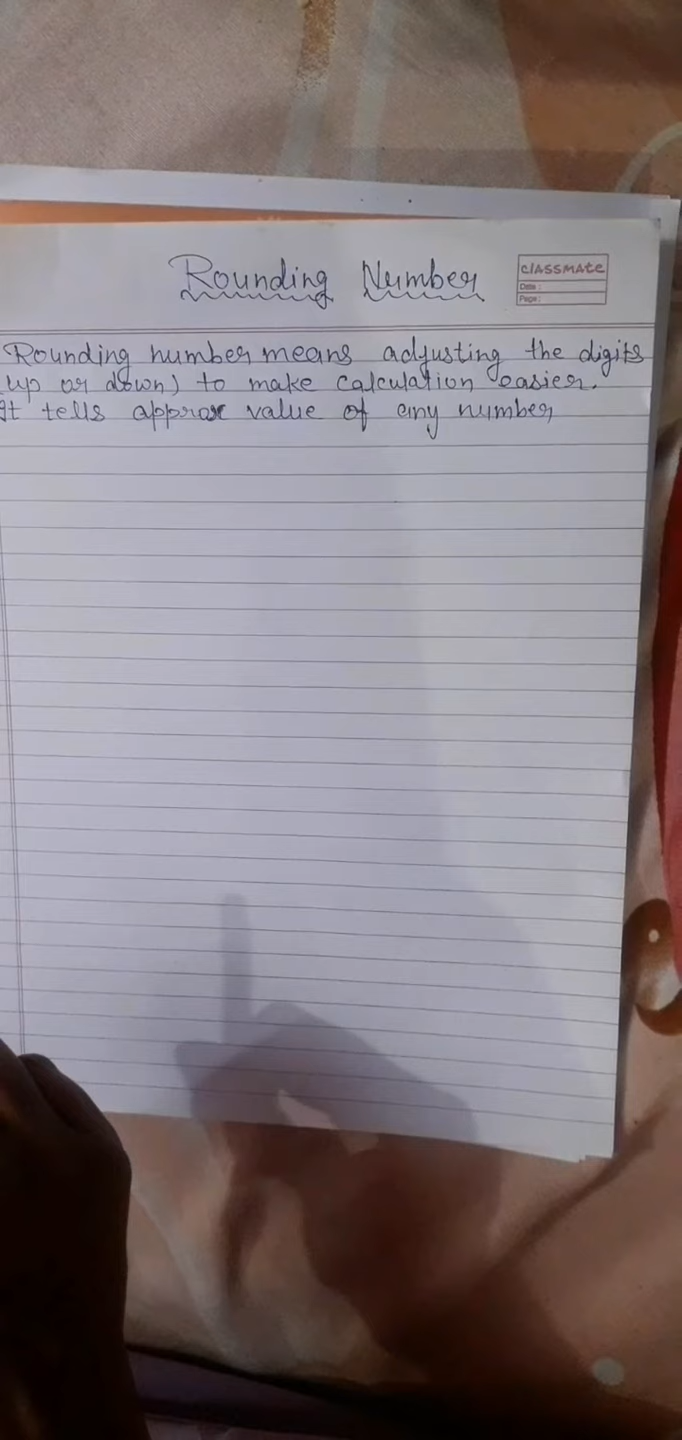 Rounding Number
classmate
Date :
Page :
Rounding number means adjusting the digits
(up or down) to make calculation easier.
It tells approx value of any number